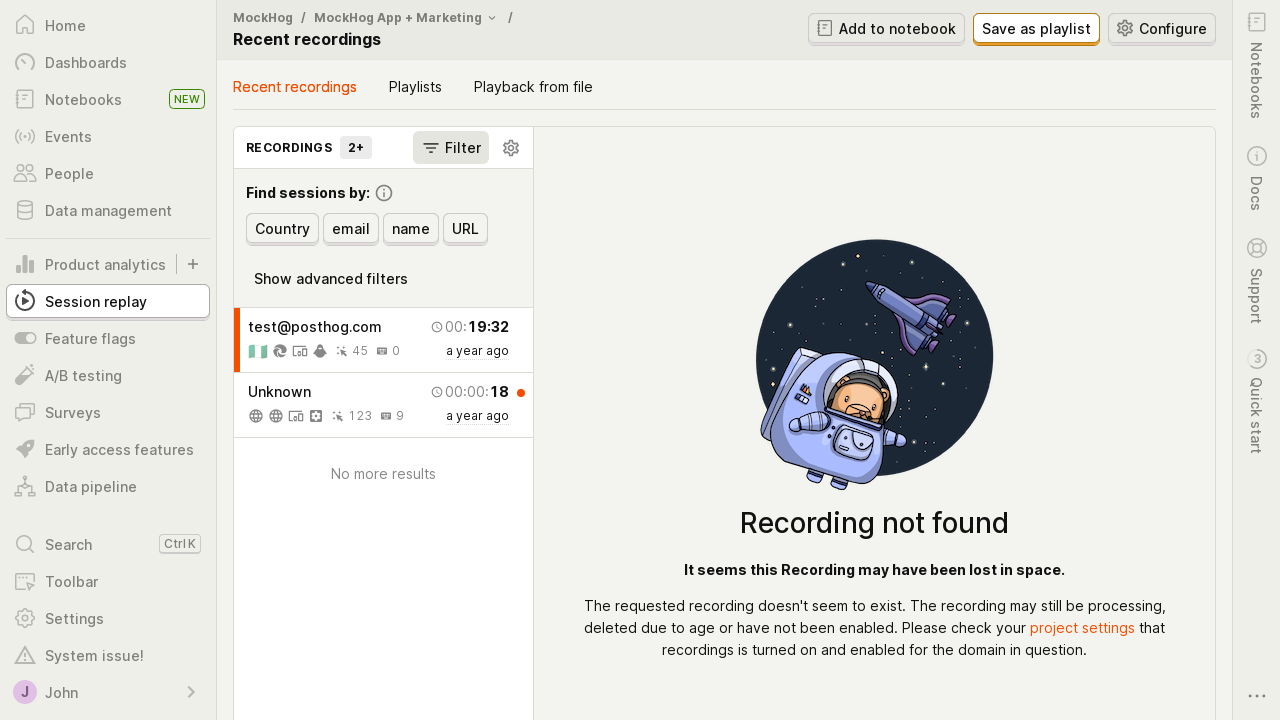 Home
Dashboards
Notebooks NEW
Events
People
Data management
Product analytics
Session replay
Feature flags
A/B testing
Surveys
Early access features
Data pipeline
Search Ctrl K
Toolbar
Settings
System issue!
J John
MockHog / MockHog App + Marketing /
Recent recordings
Add to notebook Save as playlist Configure
Recent recordings Playlists Playback from file
RECORDINGS 2+ Filter
Find sessions by:
Country email name URL
Show advanced filters
test@posthog.com 00:19:32
45 0 a year ago
Unknown 00:00:18
123 9 a year ago
No more results
Recording not found
It seems this Recording may have been lost in space.
The requested recording doesn't seem to exist. The recording may still be processing,
deleted due to age or have not been enabled. Please check your project settings that
recordings is turned on and enabled for the domain in question.
Notebooks
Docs
Support
3 Quick start